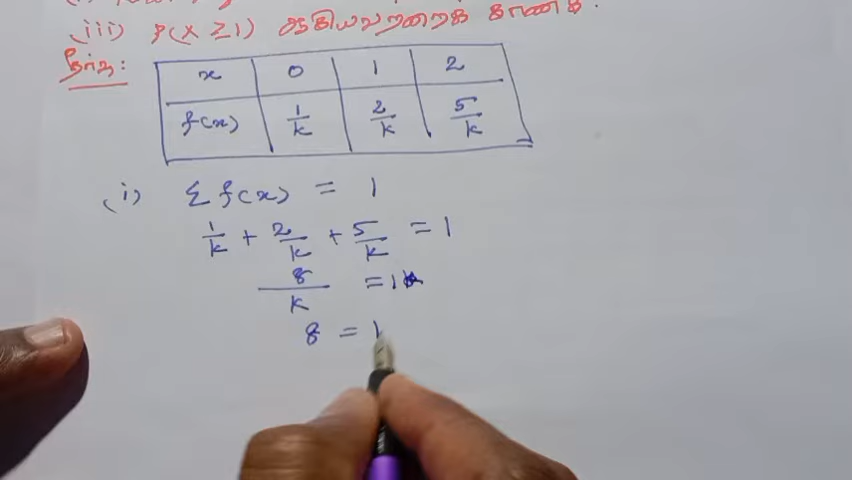 (iii) P(X ≥ 1) ஆகியவற்றைக் காண்க.
தீர்வு:
x 0 1 2
f(x) 1/k 2/k 5/k
(i) Σ f(x) = 1
1/k + 2/k + 5/k = 1
8/k = 1
8 = 1